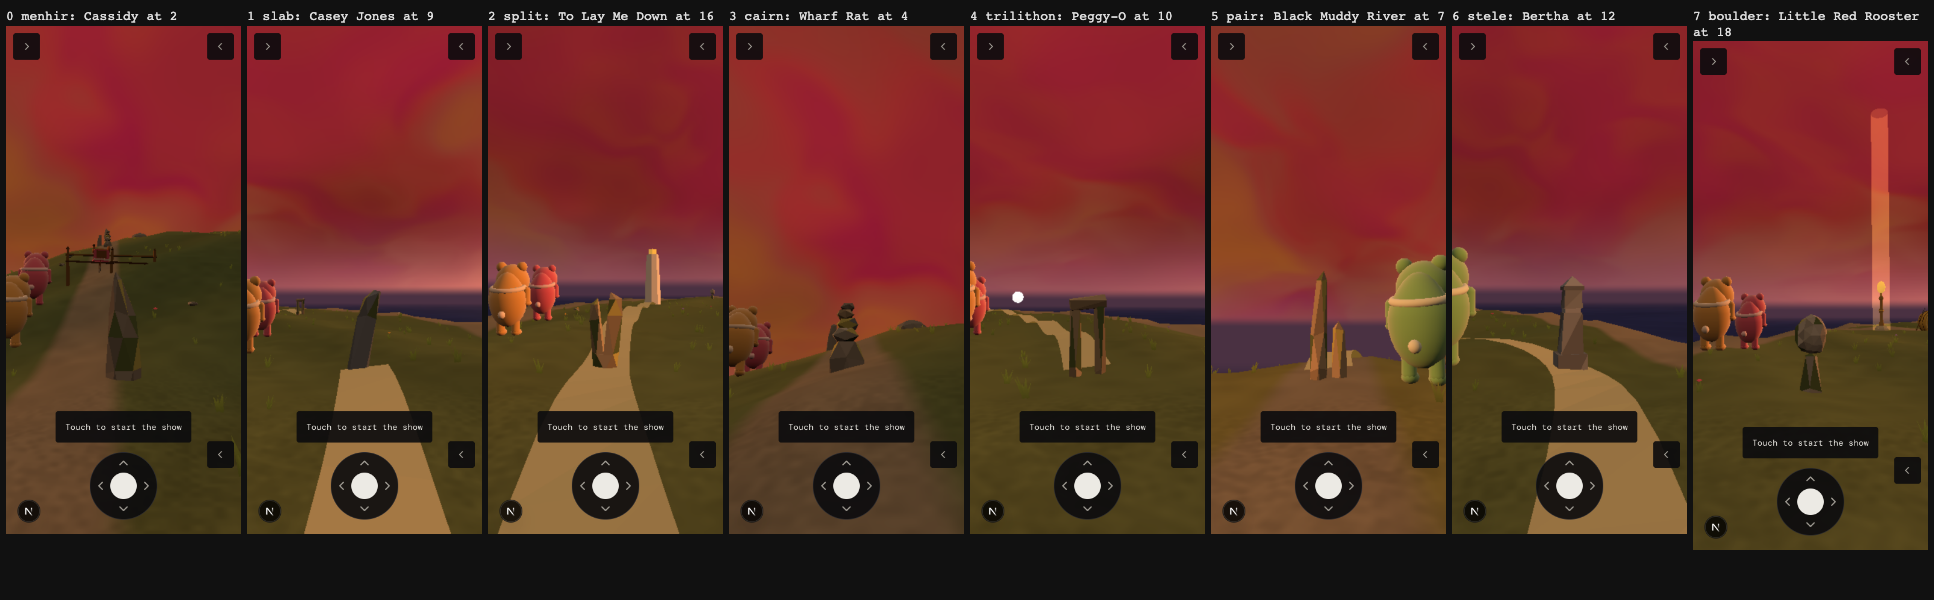 0 menhir: Cassidy at 2
1 slab: Casey Jones at 9
2 split: To Lay Me Down at 16
3 cairn: Wharf Rat at 4
4 trilithon: Peggy-O at 10
5 pair: Black Muddy River at 7
6 stele: Bertha at 12
7 boulder: Little Red Rooster
at 18
Touch to start the show
Touch to start the show
Touch to start the show
Touch to start the show
Touch to start the show
Touch to start the show
Touch to start the show
Touch to start the show
N
N
N
N
N
N
N
N